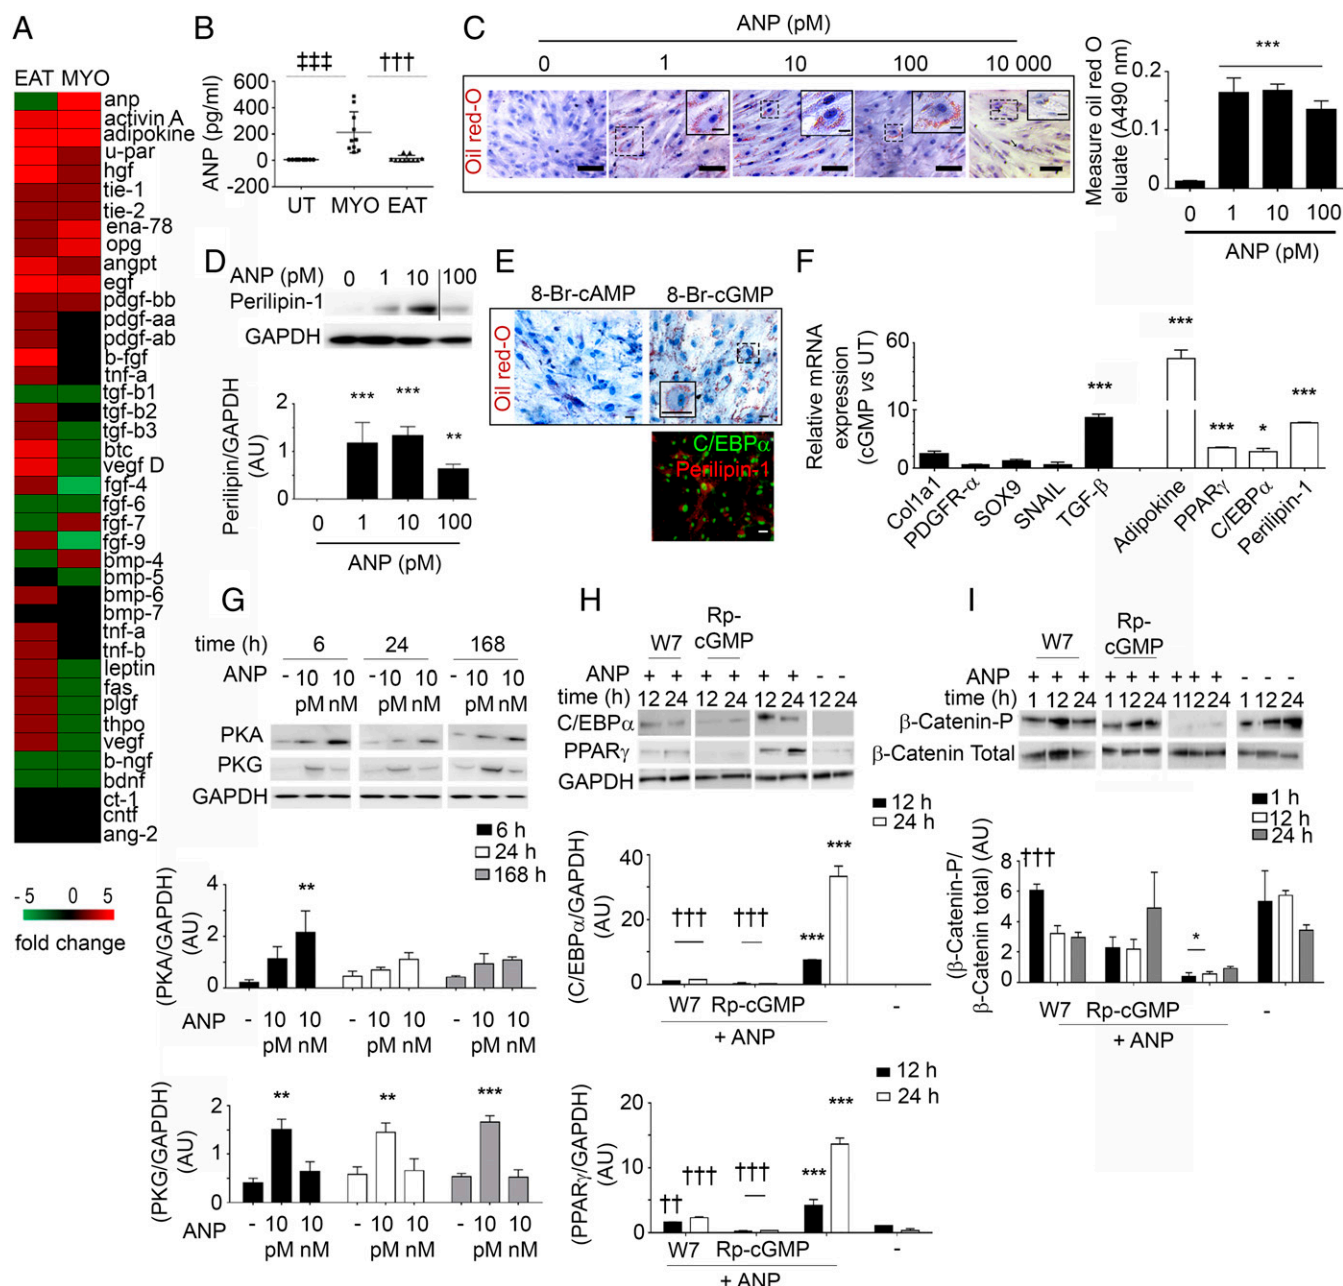 A
EAT MYO
anp
activin A
adipokine
u-par
hgf
tie-1
tie-2
ena-78
opg
angpt
egf
pdgf-bb
pdgf-aa
pdgf-ab
b-fgf
tnf-a
tgf-b1
tgf-b2
tgf-b3
btc
vegf D
fgf-4
fgf-6
fgf-7
fgf-9
bmp-4
bmp-5
bmp-6
bmp-7
tnf-a
tnf-b
leptin
fas
plgf
thpo
vegf
b-ngf
bdnf
ct-1
cntf
ang-2
-5 0 5
fold change
B
‡‡‡ †††
ANP (pg/ml)
600
400
200
0
-200
UT MYO EAT
C
ANP (pM)
0 1 10 100 10 000
Oil red-O
Measure oil red O
eluate (A490 nm)
***
0.2
0.1
0
0 1 10 100
ANP (pM)
D
ANP (pM) 0 1 10 100
Perilipin-1
GAPDH
Perilipin/GAPDH
(AU)
2
1
0
*** *** **
0 1 10 100
ANP (pM)
E
8-Br-cAMP 8-Br-cGMP
Oil red-O
C/EBPα
Perilipin-1
F
Relative mRNA
expression
(cGMP vs UT)
60
10
0
*** *** *** * ***
Col1a1
PDGFR-α
SOX9
SNAIL
TGF-β
Adipokine
PPARγ
C/EBPα
Perilipin-1
G
time (h) 6 24 168
ANP - 10 10 - 10 10 - 10 10
pM nM pM nM pM nM
PKA
PKG
GAPDH
6 h
24 h
168 h
(PKA/GAPDH)
(AU)
4
2
0
**
ANP - 10 10 - 10 10 - 10 10
pM nM pM nM pM nM
(PKG/GAPDH)
(AU)
2
1
0
** ** ***
ANP - 10 10 - 10 10 - 10 10
pM nM pM nM pM nM
H
W7 Rp-
cGMP
ANP + + + + + + - -
time (h) 12 24 12 24 12 24 12 24
C/EBPα
PPARγ
GAPDH
12 h
24 h
(C/EBPα/GAPDH)
(AU)
40
20
0
††† ††† *** ***
W7 Rp-cGMP -
+ ANP
12 h
24 h
(PPARγ/GAPDH)
(AU)
20
10
0
†† ††† ††† *** ***
W7 Rp-cGMP -
+ ANP
I
W7 Rp-
cGMP
ANP + + + + + + + + + - - -
time (h) 1 12 24 1 12 24 1 12 24 1 12 24
β-Catenin-P
β-Catenin Total
1 h
12 h
24 h
(β-Catenin-P/
β-Catenin total) (AU)
8
6
4
2
0
††† *
W7 Rp-cGMP -
+ ANP